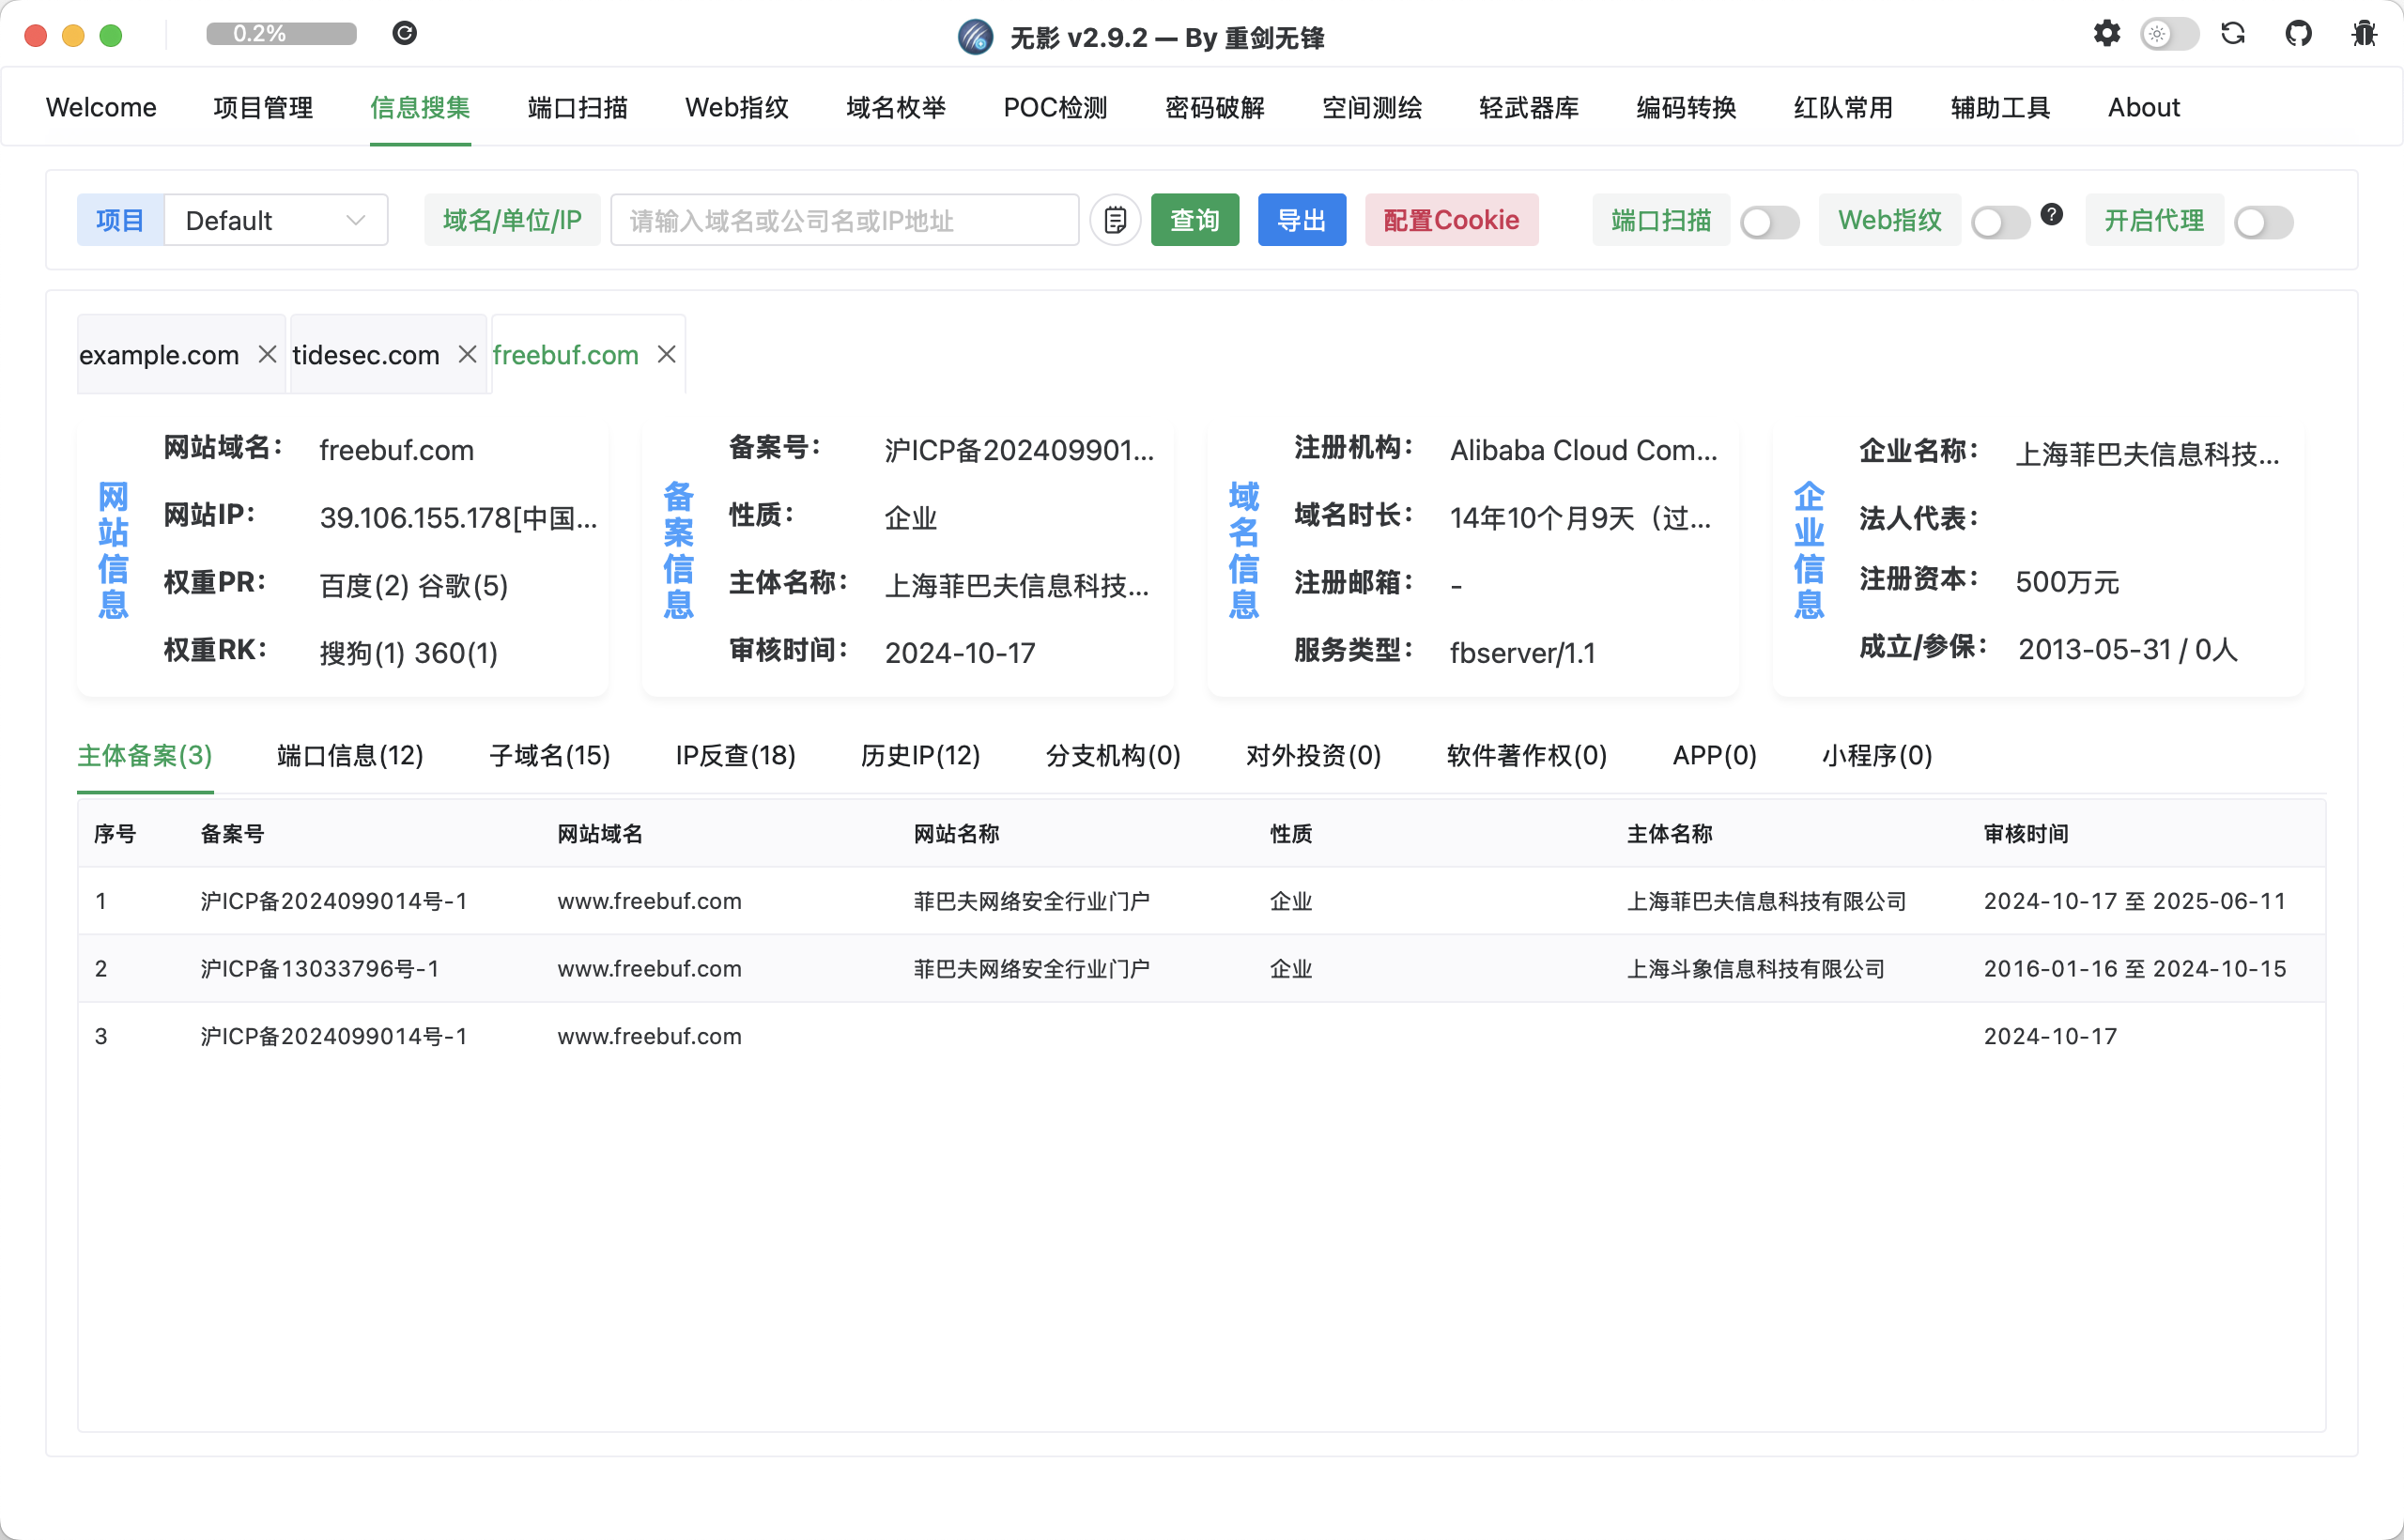 0.2%
无影 v2.9.2 — By 重剑无锋
Welcome 项目管理 信息搜集 端口扫描 Web指纹 域名枚举 POC检测 密码破解 空间测绘 轻武器库 编码转换 红队常用 辅助工具 About
项目 Default 域名/单位/IP 请输入域名或公司名或IP地址 查询 导出 配置Cookie 端口扫描 Web指纹 ? 开启代理
example.com tidesec.com freebuf.com
网站信息
网站域名： freebuf.com
网站IP： 39.106.155.178[中国...
权重PR： 百度(2) 谷歌(5)
权重RK： 搜狗(1) 360(1)
备案信息
备案号： 沪ICP备202409901...
性质： 企业
主体名称： 上海菲巴夫信息科技...
审核时间： 2024-10-17
域名信息
注册机构： Alibaba Cloud Com...
域名时长： 14年10个月9天（过...
注册邮箱： -
服务类型： fbserver/1.1
企业信息
企业名称： 上海菲巴夫信息科技...
法人代表：
注册资本： 500万元
成立/参保： 2013-05-31 / 0人
主体备案(3) 端口信息(12) 子域名(15) IP反查(18) 历史IP(12) 分支机构(0) 对外投资(0) 软件著作权(0) APP(0) 小程序(0)
序号 备案号 网站域名 网站名称 性质 主体名称 审核时间
1 沪ICP备2024099014号-1 www.freebuf.com 菲巴夫网络安全行业门户 企业 上海菲巴夫信息科技有限公司 2024-10-17 至 2025-06-11
2 沪ICP备13033796号-1 www.freebuf.com 菲巴夫网络安全行业门户 企业 上海斗象信息科技有限公司 2016-01-16 至 2024-10-15
3 沪ICP备2024099014号-1 www.freebuf.com 2024-10-17